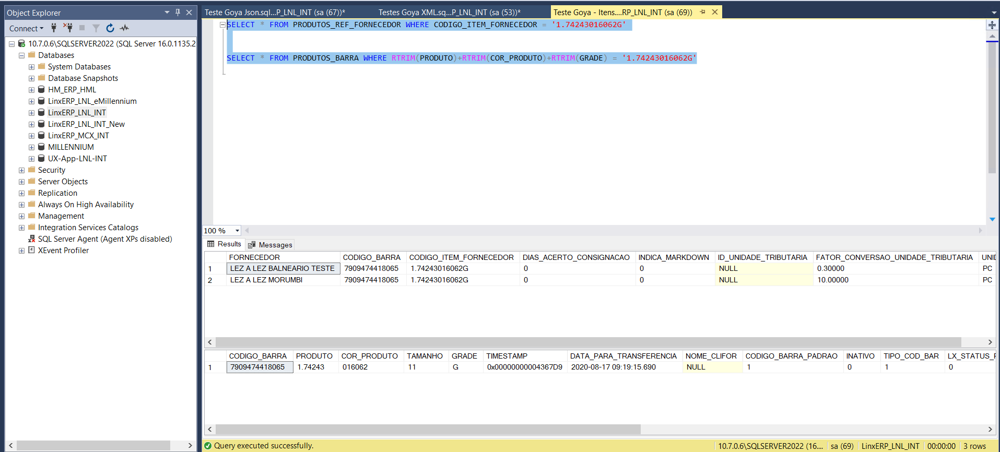 Object Explorer
Connect
10.7.0.6\SQLSERVER2022 (SQL Server 16.0.1135.2
Databases
System Databases
Database Snapshots
HM_ERP_HML
LinxERP_LNL_eMillennium
LinxERP_LNL_INT
LinxERP_LNL_INT_New
LinxERP_MCX_INT
MILLENNIUM
UX-App-LNL-INT
Security
Server Objects
Replication
Always On High Availability
Management
Integration Services Catalogs
SQL Server Agent (Agent XPs disabled)
XEvent Profiler
Teste Goya Json.sql...P_LNL_INT (sa (67))* Testes Goya XML.sq...P_LNL_INT (sa (53))* Teste Goya - Itens....RP_LNL_INT (sa (69))
SELECT * FROM PRODUTOS_REF_FORNECEDOR WHERE CODIGO_ITEM_FORNECEDOR = '1.74243016062G'
SELECT * FROM PRODUTOS_BARRA WHERE RTRIM(PRODUTO)+RTRIM(COR_PRODUTO)+RTRIM(GRADE) = '1.74243016062G'
100 %
Results Messages
FORNECEDOR CODIGO_BARRA CODIGO_ITEM_FORNECEDOR DIAS_ACERTO_CONSIGNACAO INDICA_MARKDOWN ID_UNIDADE_TRIBUTARIA FATOR_CONVERSAO_UNIDADE_TRIBUTARIA UNID
1 LEZ A LEZ BALNEARIO TESTE 7909474418065 1.74243016062G 0 0 NULL 0.30000 PC
2 LEZ A LEZ MORUMBI 7909474418065 1.74243016062G 0 0 NULL 10.00000 PC
CODIGO_BARRA PRODUTO COR_PRODUTO TAMANHO GRADE TIMESTAMP DATA_PARA_TRANSFERENCIA NOME_CLIFOR CODIGO_BARRA_PADRAO INATIVO TIPO_COD_BAR LX_STATUS_F
1 7909474418065 1.74243 016062 11 G 0x00000000004367D9 2020-08-17 09:19:15.690 NULL 1 0 1 0
Query executed successfully. 10.7.0.6\SQLSERVER2022 (16.... sa (69) LinxERP_LNL_INT 00:00:00 3 rows